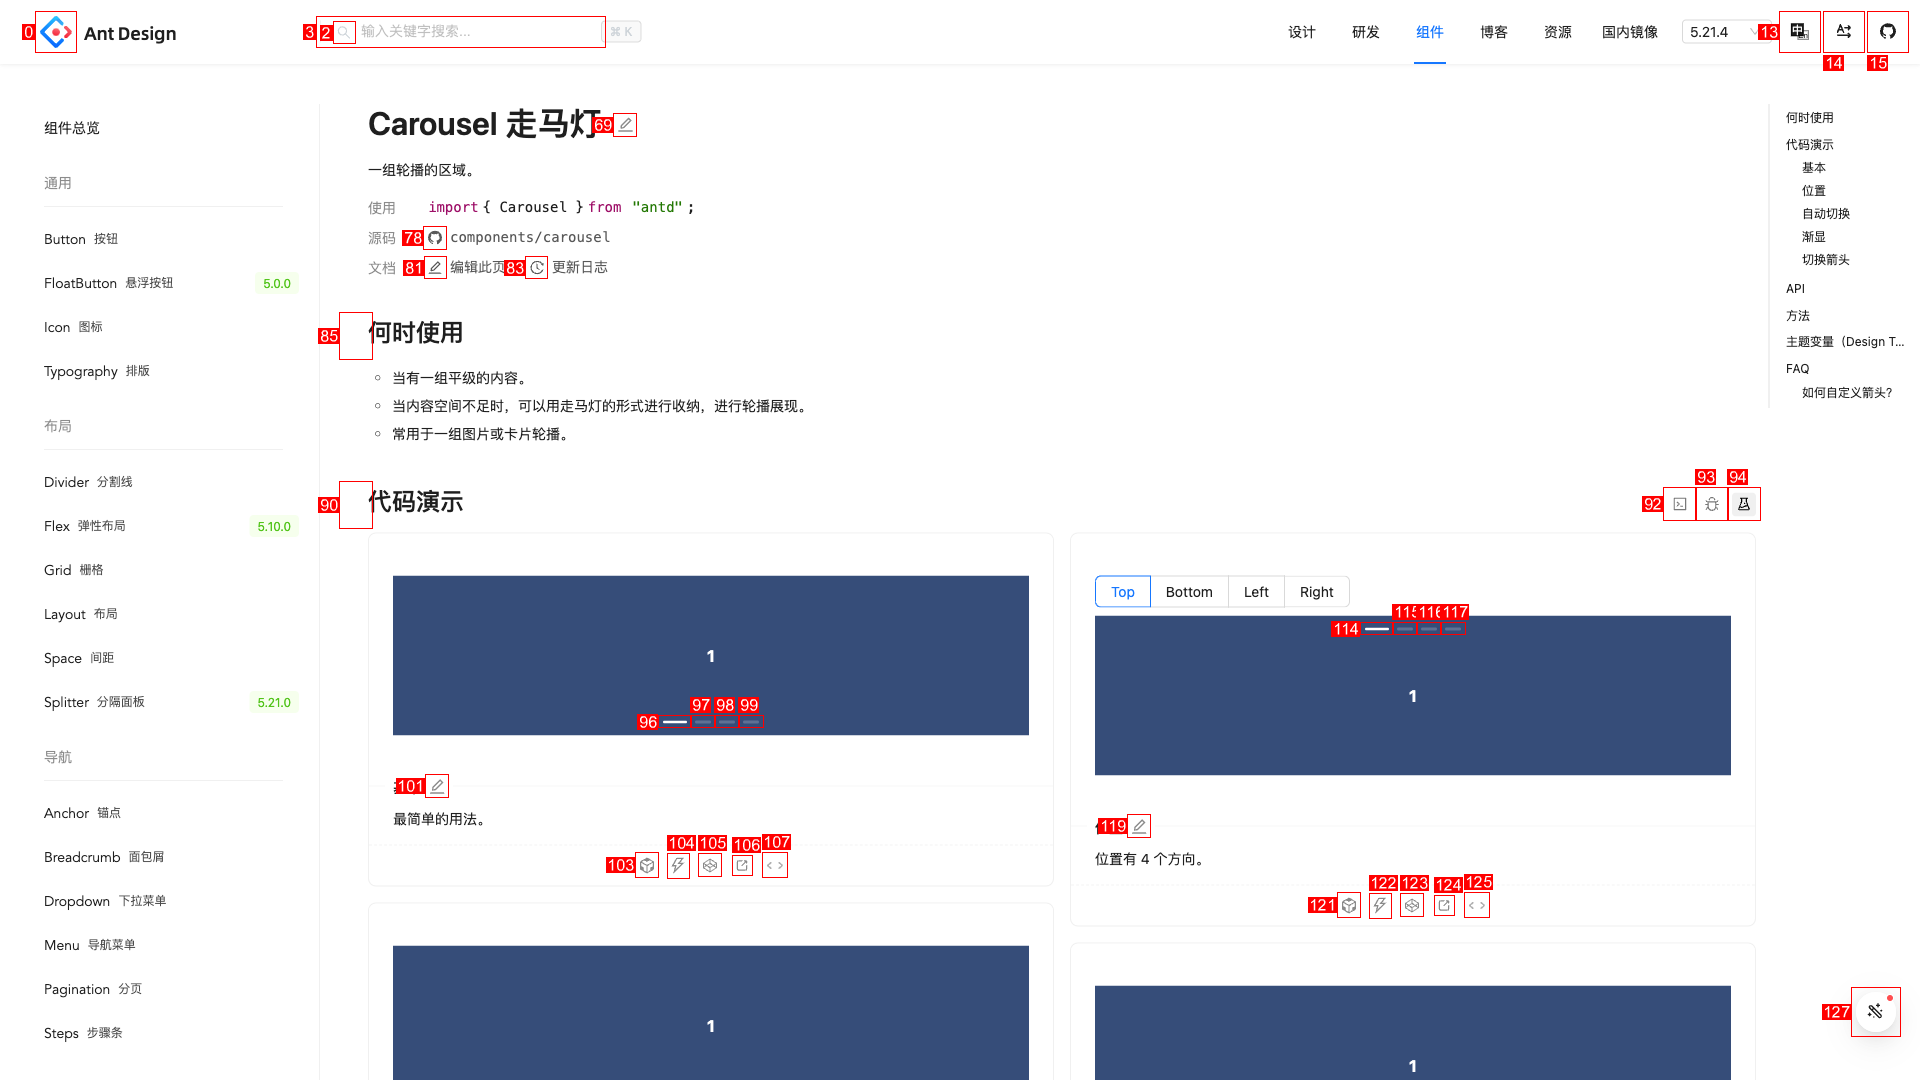 0
Ant Design
3
2
输入关键字搜索...
⌘ K
设计
研发
组件
博客
资源
国内镜像
5.21.4
13
14
15
组件总览
通用
Button 按钮
FloatButton 悬浮按钮 5.0.0
Icon 图标
Typography 排版
布局
Divider 分割线
Flex 弹性布局 5.10.0
Grid 栅格
Layout 布局
Space 间距
Splitter 分隔面板 5.21.0
导航
Anchor 锚点
Breadcrumb 面包屑
Dropdown 下拉菜单
Menu 导航菜单
Pagination 分页
Steps 步骤条
Carousel 走马灯
69
一组轮播的区域。
使用 import { Carousel } from "antd";
源码 78 components/carousel
文档 81 编辑此页 83 更新日志
85
何时使用
当有一组平级的内容。
当内容空间不足时，可以用走马灯的形式进行收纳，进行轮播展现。
常用于一组图片或卡片轮播。
90
代码演示
92
93
94
1
96
97
98
99
101
最简单的用法。
103
104
105
106
107
1
Top
Bottom
Left
Right
114
115
116
117
1
119
位置有 4 个方向。
121
122
123
124
125
1
何时使用
代码演示
基本
位置
自动切换
渐显
切换箭头
API
方法
主题变量（Design T...
FAQ
如何自定义箭头?
127